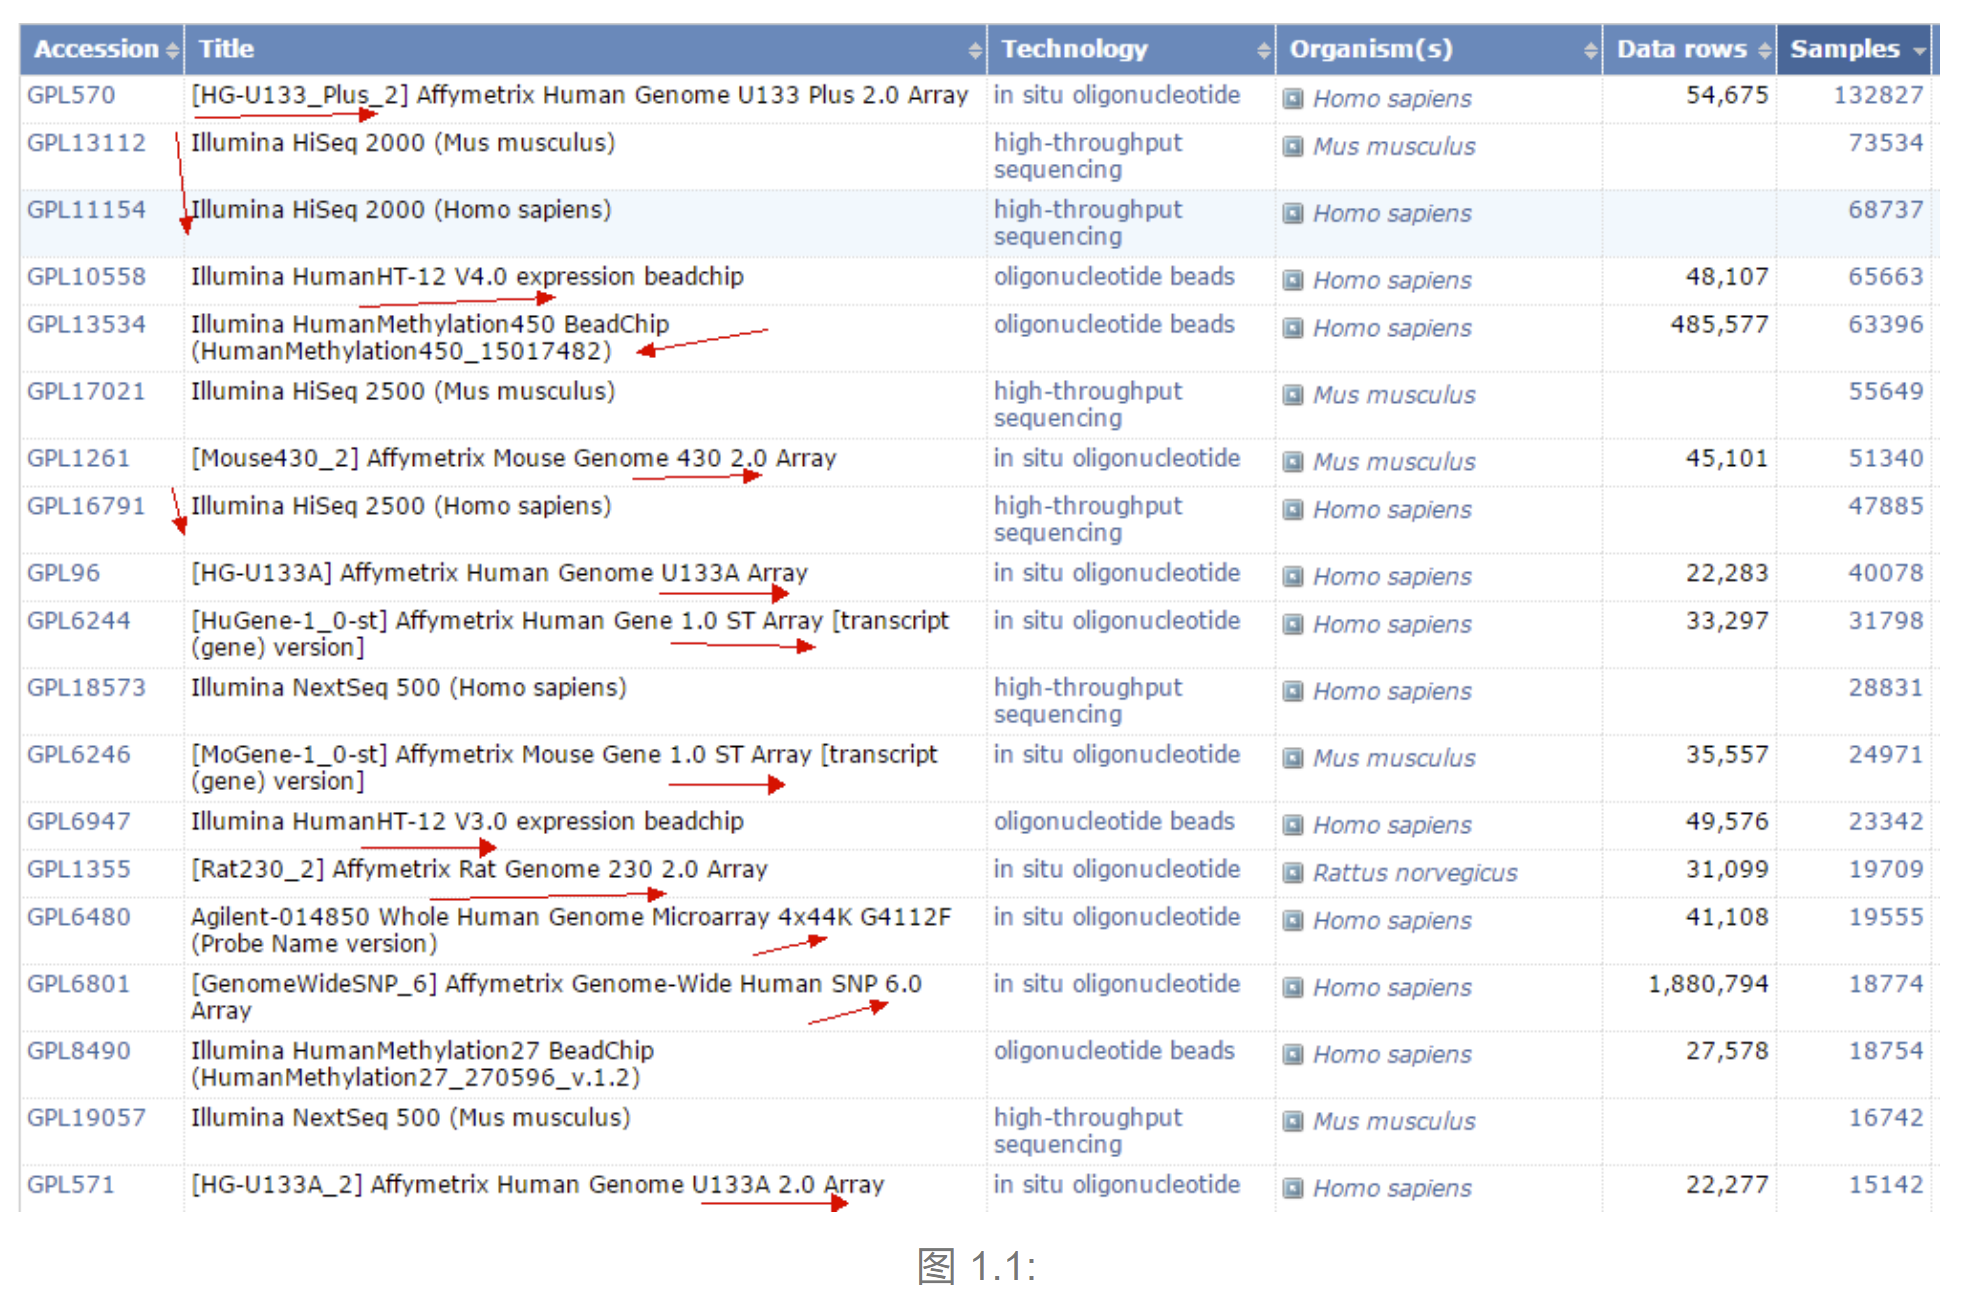 Accession Title Technology Organism(s) Data rows Samples
GPL570 [HG-U133_Plus_2] Affymetrix Human Genome U133 Plus 2.0 Array in situ oligonucleotide Homo sapiens 54,675 132827
GPL13112 Illumina HiSeq 2000 (Mus musculus) high-throughput Mus musculus 73534
sequencing
GPL11154 Illumina HiSeq 2000 (Homo sapiens) high-throughput Homo sapiens 68737
sequencing
GPL10558 Illumina HumanHT-12 V4.0 expression beadchip oligonucleotide beads Homo sapiens 48,107 65663
GPL13534 Illumina HumanMethylation450 BeadChip oligonucleotide beads Homo sapiens 485,577 63396
(HumanMethylation450_15017482)
GPL17021 Illumina HiSeq 2500 (Mus musculus) high-throughput Mus musculus 55649
sequencing
GPL1261 [Mouse430_2] Affymetrix Mouse Genome 430 2.0 Array in situ oligonucleotide Mus musculus 45,101 51340
GPL16791 Illumina HiSeq 2500 (Homo sapiens) high-throughput Homo sapiens 47885
sequencing
GPL96 [HG-U133A] Affymetrix Human Genome U133A Array in situ oligonucleotide Homo sapiens 22,283 40078
GPL6244 [HuGene-1_0-st] Affymetrix Human Gene 1.0 ST Array [transcript in situ oligonucleotide Homo sapiens 33,297 31798
(gene) version]
GPL18573 Illumina NextSeq 500 (Homo sapiens) high-throughput Homo sapiens 28831
sequencing
GPL6246 [MoGene-1_0-st] Affymetrix Mouse Gene 1.0 ST Array [transcript in situ oligonucleotide Mus musculus 35,557 24971
(gene) version]
GPL6947 Illumina HumanHT-12 V3.0 expression beadchip oligonucleotide beads Homo sapiens 49,576 23342
GPL1355 [Rat230_2] Affymetrix Rat Genome 230 2.0 Array in situ oligonucleotide Rattus norvegicus 31,099 19709
GPL6480 Agilent-014850 Whole Human Genome Microarray 4x44K G4112F in situ oligonucleotide Homo sapiens 41,108 19555
(Probe Name version)
GPL6801 [GenomeWideSNP_6] Affymetrix Genome-Wide Human SNP 6.0 in situ oligonucleotide Homo sapiens 1,880,794 18774
Array
GPL8490 Illumina HumanMethylation27 BeadChip oligonucleotide beads Homo sapiens 27,578 18754
(HumanMethylation27_270596_v.1.2)
GPL19057 Illumina NextSeq 500 (Mus musculus) high-throughput Mus musculus 16742
sequencing
GPL571 [HG-U133A_2] Affymetrix Human Genome U133A 2.0 Array in situ oligonucleotide Homo sapiens 22,277 15142
图 1.1: